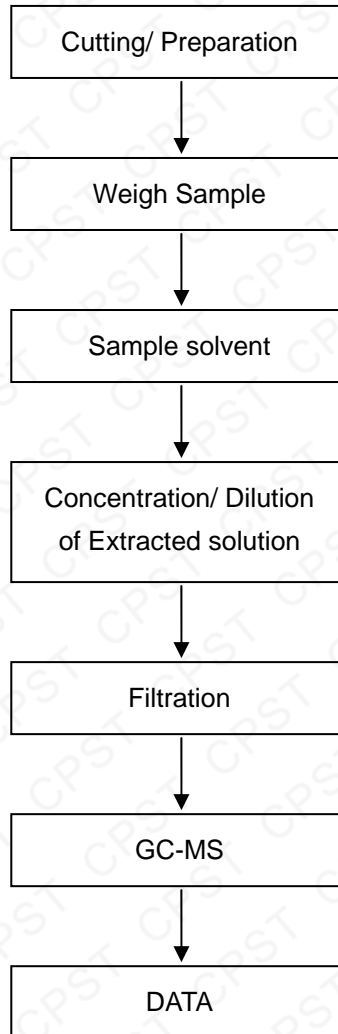 Cutting/ Preparation
Weigh Sample
Sample solvent
Concentration/ Dilution
of Extracted solution
Filtration
GC-MS
DATA